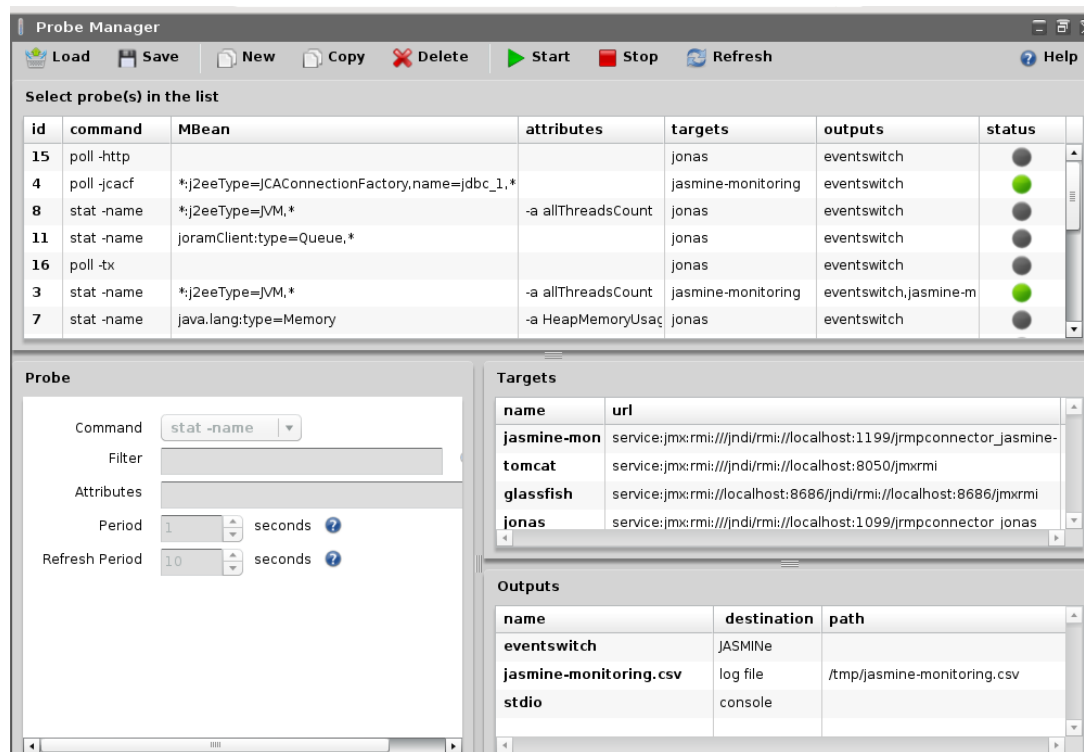 Probe Manager
Load Save New Copy Delete Start Stop Refresh Help
Select probe(s) in the list
id command MBean attributes targets outputs status
15 poll -http jonas eventswitch
4 poll -jcacf *:j2eeType=JCAConnectionFactory,name=jdbc_1,* jasmine-monitoring eventswitch
8 stat -name *:j2eeType=JVM,* -a allThreadsCount jonas eventswitch
11 stat -name joramClient:type=Queue,* jonas eventswitch
16 poll -tx jonas eventswitch
3 stat -name *:j2eeType=JVM,* -a allThreadsCount jasmine-monitoring eventswitch,jasmine-m
7 stat -name java.lang:type=Memory -a HeapMemoryUsag jonas eventswitch
Probe
Command stat -name
Filter
Attributes
Period 1 seconds
Refresh Period 10 seconds
Targets
name url
jasmine-mon service:jmx:rmi:///jndi/rmi://localhost:1199/jrmpconnector_jasmine-
tomcat service:jmx:rmi:///jndi/rmi://localhost:8050/jmxrmi
glassfish service:jmx:rmi://localhost:8686/jndi/rmi://localhost:8686/jmxrmi
jonas service:jmx:rmi:///jndi/rmi://localhost:1099/jrmpconnector_jonas
Outputs
name destination path
eventswitch JASMINe
jasmine-monitoring.csv log file /tmp/jasmine-monitoring.csv
stdio console